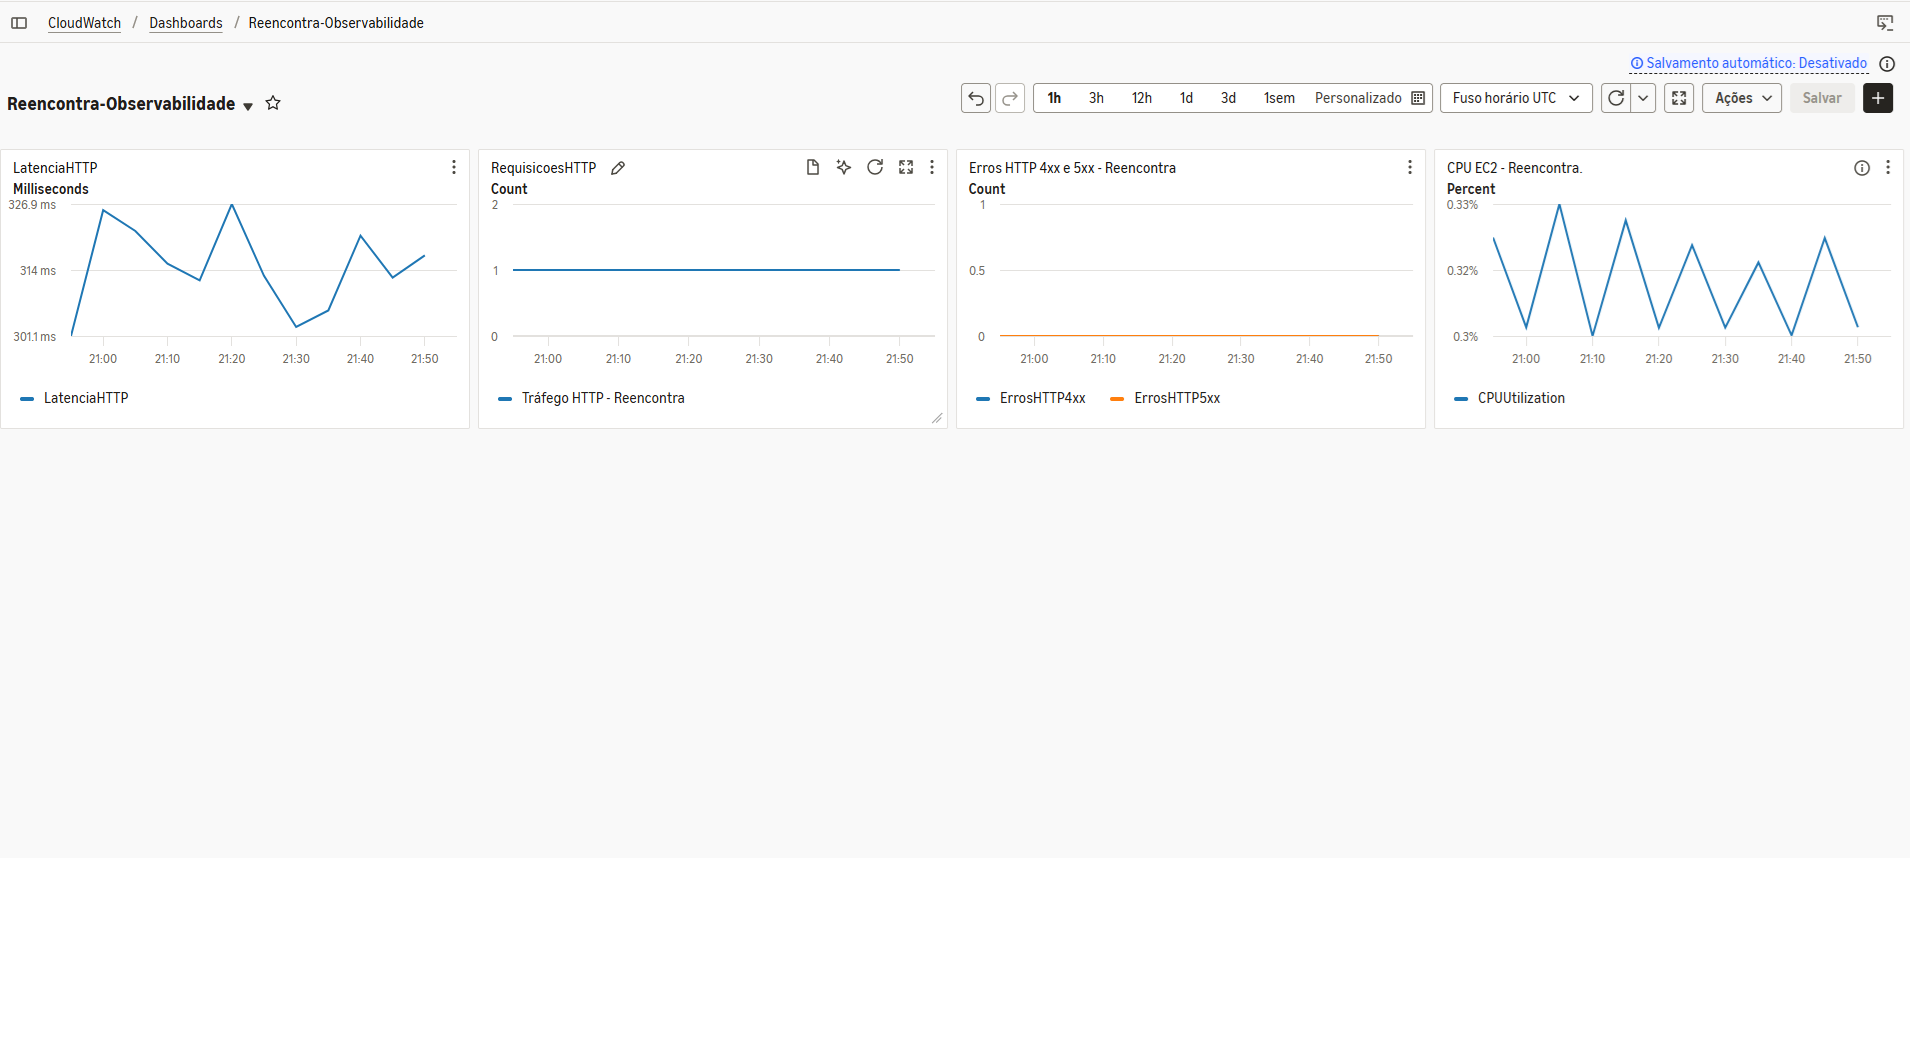 CloudWatch / Dashboards / Reencontra-Observabilidade
Salvamento automático: Desativado
Reencontra-Observabilidade
1h 3h 12h 1d 3d 1sem Personalizado Fuso horário UTC Ações Salvar
LatenciaHTTP
Milliseconds
326.9 ms
314 ms
301.1 ms
21:00 21:10 21:20 21:30 21:40 21:50
LatenciaHTTP
RequisicoesHTTP
Count
2
1
0
21:00 21:10 21:20 21:30 21:40 21:50
Tráfego HTTP - Reencontra
Erros HTTP 4xx e 5xx - Reencontra
Count
1
0.5
0
21:00 21:10 21:20 21:30 21:40 21:50
ErrosHTTP4xx ErrosHTTP5xx
CPU EC2 - Reencontra.
Percent
0.33%
0.32%
0.3%
21:00 21:10 21:20 21:30 21:40 21:50
CPUUtilization